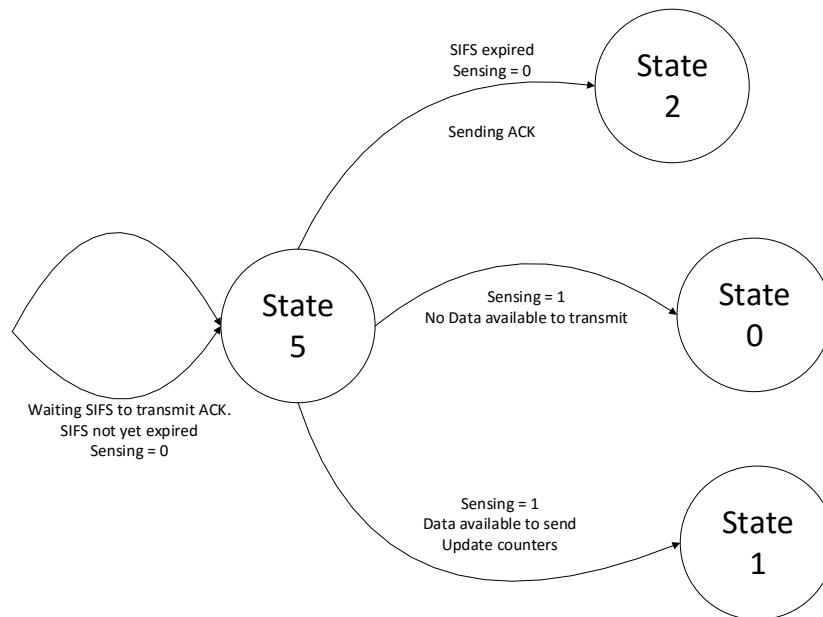 SIFS expired
Sensing = 0
Sending ACK
State
2
State
5
Sensing = 1
No Data available to transmit
State
0
Waiting SIFS to transmit ACK.
SIFS not yet expired
Sensing = 0
Sensing = 1
Data available to send
Update counters
State
1